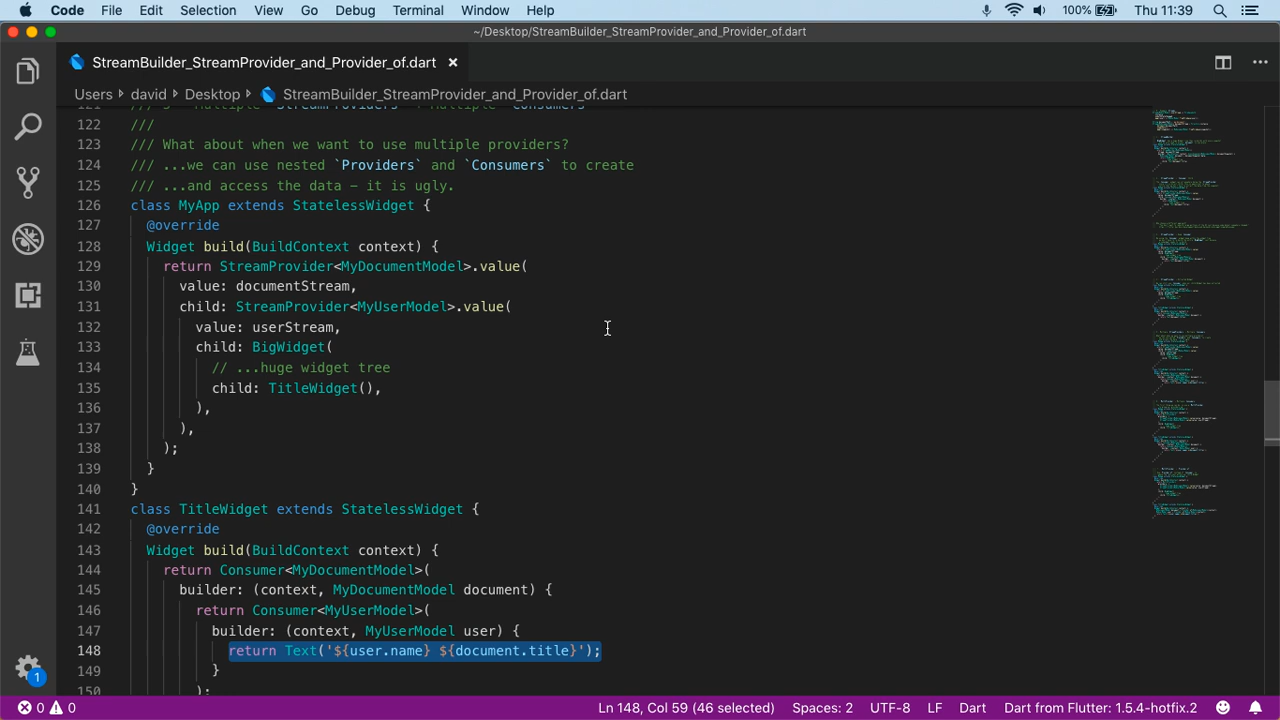 Code File Edit Selection View Go Debug Terminal Window Help 100% Thu 11:39
~/Desktop/StreamBuilder_StreamProvider_and_Provider_of.dart
StreamBuilder_StreamProvider_and_Provider_of.dart
Users david Desktop StreamBuilder_StreamProvider_and_Provider_of.dart
122 ///
123 /// What about when we want to use multiple providers?
124 /// ...we can use nested `Providers` and `Consumers` to create
125 /// ...and access the data - it is ugly.
126 class MyApp extends StatelessWidget {
127 @override
128 Widget build(BuildContext context) {
129 return StreamProvider<MyDocumentModel>.value(
130 value: documentStream,
131 child: StreamProvider<MyUserModel>.value(
132 value: userStream,
133 child: BigWidget(
134 // ...huge widget tree
135 child: TitleWidget(),
136 ),
137 ),
138 );
139 }
140 }
141 class TitleWidget extends StatelessWidget {
142 @override
143 Widget build(BuildContext context) {
144 return Consumer<MyDocumentModel>(
145 builder: (context, MyDocumentModel document) {
146 return Consumer<MyUserModel>(
147 builder: (context, MyUserModel user) {
148 return Text('${user.name} ${document.title}');
149 }
150 );
1
0 0 Ln 148, Col 59 (46 selected) Spaces: 2 UTF-8 LF Dart Dart from Flutter: 1.5.4-hotfix.2